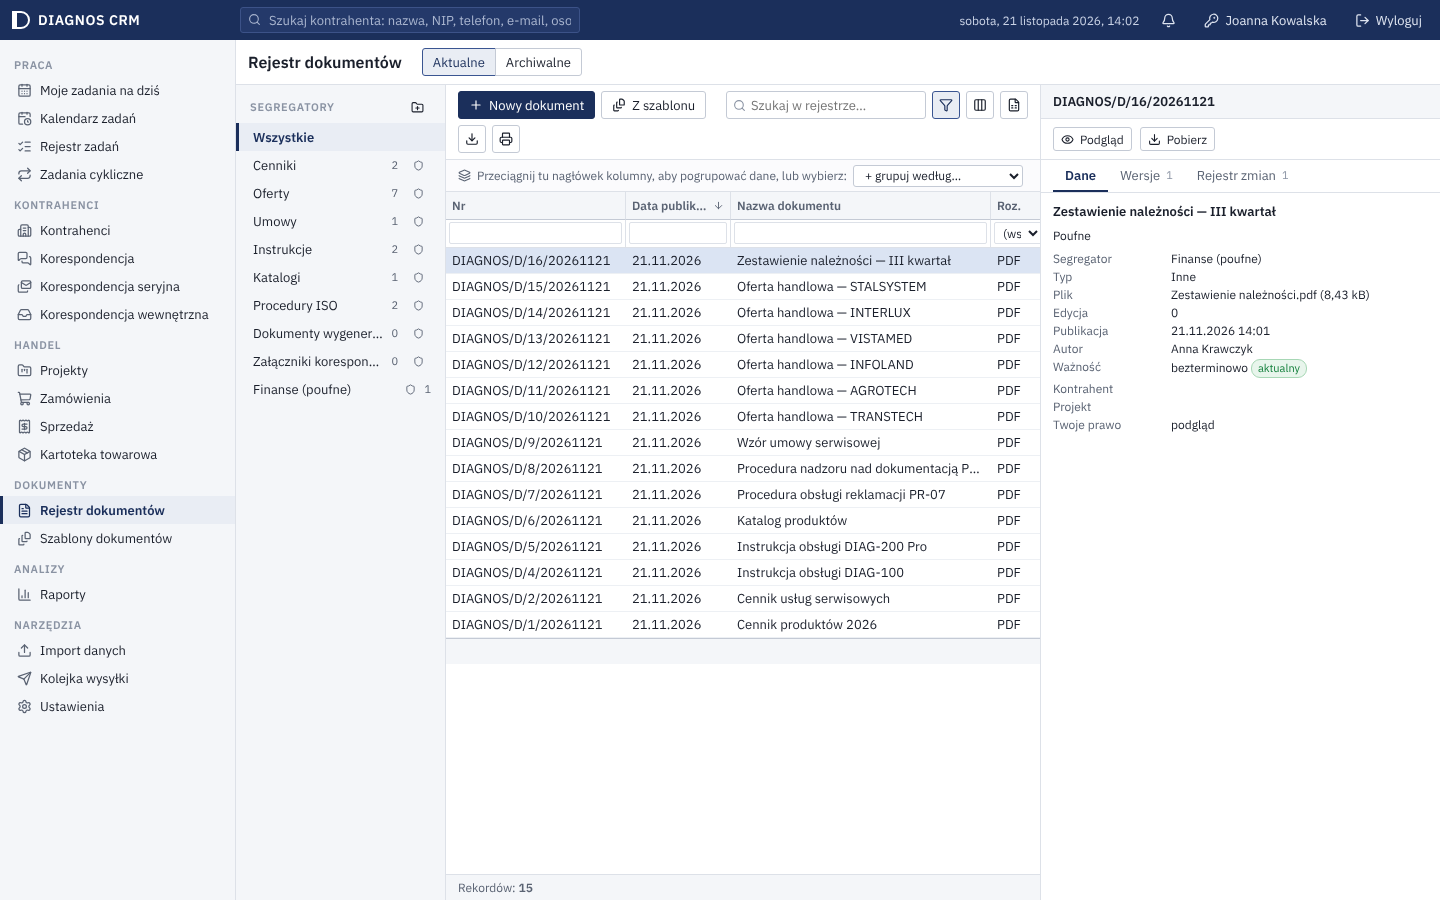 DIAGNOS CRM
Szukaj kontrahenta: nazwa, NIP, telefon, e-mail, oso
sobota, 21 listopada 2026, 14:02
Joanna Kowalska
Wyloguj
PRACA
Moje zadania na dziś
Kalendarz zadań
Rejestr zadań
Zadania cykliczne
KONTRAHENCI
Kontrahenci
Korespondencja
Korespondencja seryjna
Korespondencja wewnętrzna
HANDEL
Projekty
Zamówienia
Sprzedaż
Kartoteka towarowa
DOKUMENTY
Rejestr dokumentów
Szablony dokumentów
ANALIZY
Raporty
NARZĘDZIA
Import danych
Kolejka wysyłki
Ustawienia
Rejestr dokumentów
Aktualne
Archiwalne
SEGREGATORY
Wszystkie
Cenniki 2
Oferty 7
Umowy 1
Instrukcje 2
Katalogi 1
Procedury ISO 2
Dokumenty wygener... 0
Załączniki korespon... 0
Finanse (poufne) 1
Nowy dokument
Z szablonu
Szukaj w rejestrze...
Przeciągnij tu nagłówek kolumny, aby pogrupować dane, lub wybierz:
+ grupuj według...
Nr Data publik... Nazwa dokumentu Roz.
(ws
DIAGNOS/D/16/20261121 21.11.2026 Zestawienie należności — III kwartał PDF
DIAGNOS/D/15/20261121 21.11.2026 Oferta handlowa — STALSYSTEM PDF
DIAGNOS/D/14/20261121 21.11.2026 Oferta handlowa — INTERLUX PDF
DIAGNOS/D/13/20261121 21.11.2026 Oferta handlowa — VISTAMED PDF
DIAGNOS/D/12/20261121 21.11.2026 Oferta handlowa — INFOLAND PDF
DIAGNOS/D/11/20261121 21.11.2026 Oferta handlowa — AGROTECH PDF
DIAGNOS/D/10/20261121 21.11.2026 Oferta handlowa — TRANSTECH PDF
DIAGNOS/D/9/20261121 21.11.2026 Wzór umowy serwisowej PDF
DIAGNOS/D/8/20261121 21.11.2026 Procedura nadzoru nad dokumentacją P... PDF
DIAGNOS/D/7/20261121 21.11.2026 Procedura obsługi reklamacji PR-07 PDF
DIAGNOS/D/6/20261121 21.11.2026 Katalog produktów PDF
DIAGNOS/D/5/20261121 21.11.2026 Instrukcja obsługi DIAG-200 Pro PDF
DIAGNOS/D/4/20261121 21.11.2026 Instrukcja obsługi DIAG-100 PDF
DIAGNOS/D/2/20261121 21.11.2026 Cennik usług serwisowych PDF
DIAGNOS/D/1/20261121 21.11.2026 Cennik produktów 2026 PDF
Rekordów: 15
DIAGNOS/D/16/20261121
Podgląd
Pobierz
Dane
Wersje 1
Rejestr zmian 1
Zestawienie należności — III kwartał
Poufne
Segregator Finanse (poufne)
Typ Inne
Plik Zestawienie należności.pdf (8,43 kB)
Edycja 0
Publikacja 21.11.2026 14:01
Autor Anna Krawczyk
Ważność bezterminowo aktualny
Kontrahent
Projekt
Twoje prawo podgląd